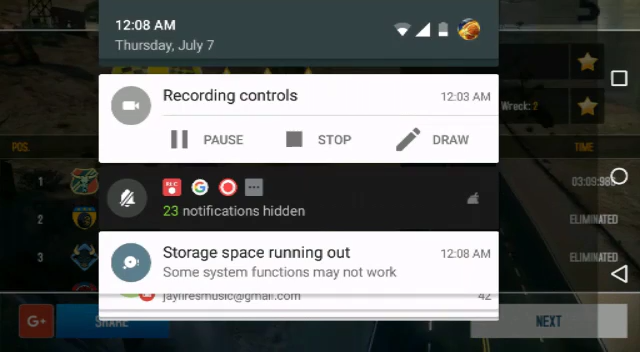 12:08 AM
Thursday, July 7
Recording controls 12:03 AM
PAUSE STOP DRAW
REC
23 notifications hidden
Storage space running out 12:08 AM
Some system functions may not work
jayfiresmusic@gmail.com 42
Wreck: 2
POS. TIME
1 03:09:985
2 ELIMINATED
3 ELIMINATED
G+ SHARE NEXT